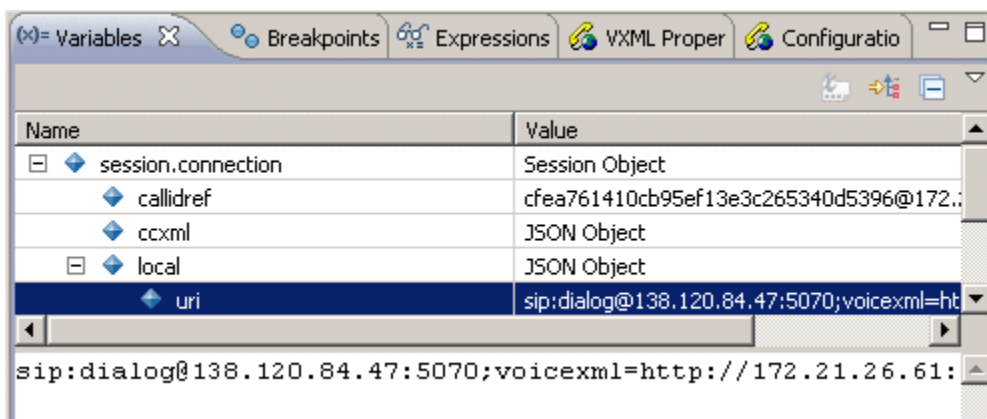 (x)= Variables Breakpoints Expressions VXML Proper Configuratio
Name Value
session.connection Session Object
callidref cfea761410cb95ef13e3c265340d5396@172.
ccxml JSON Object
local JSON Object
uri sip:dialog@138.120.84.47:5070;voicexml=ht
sip:dialog@138.120.84.47:5070;voicexml=http://172.21.26.61: